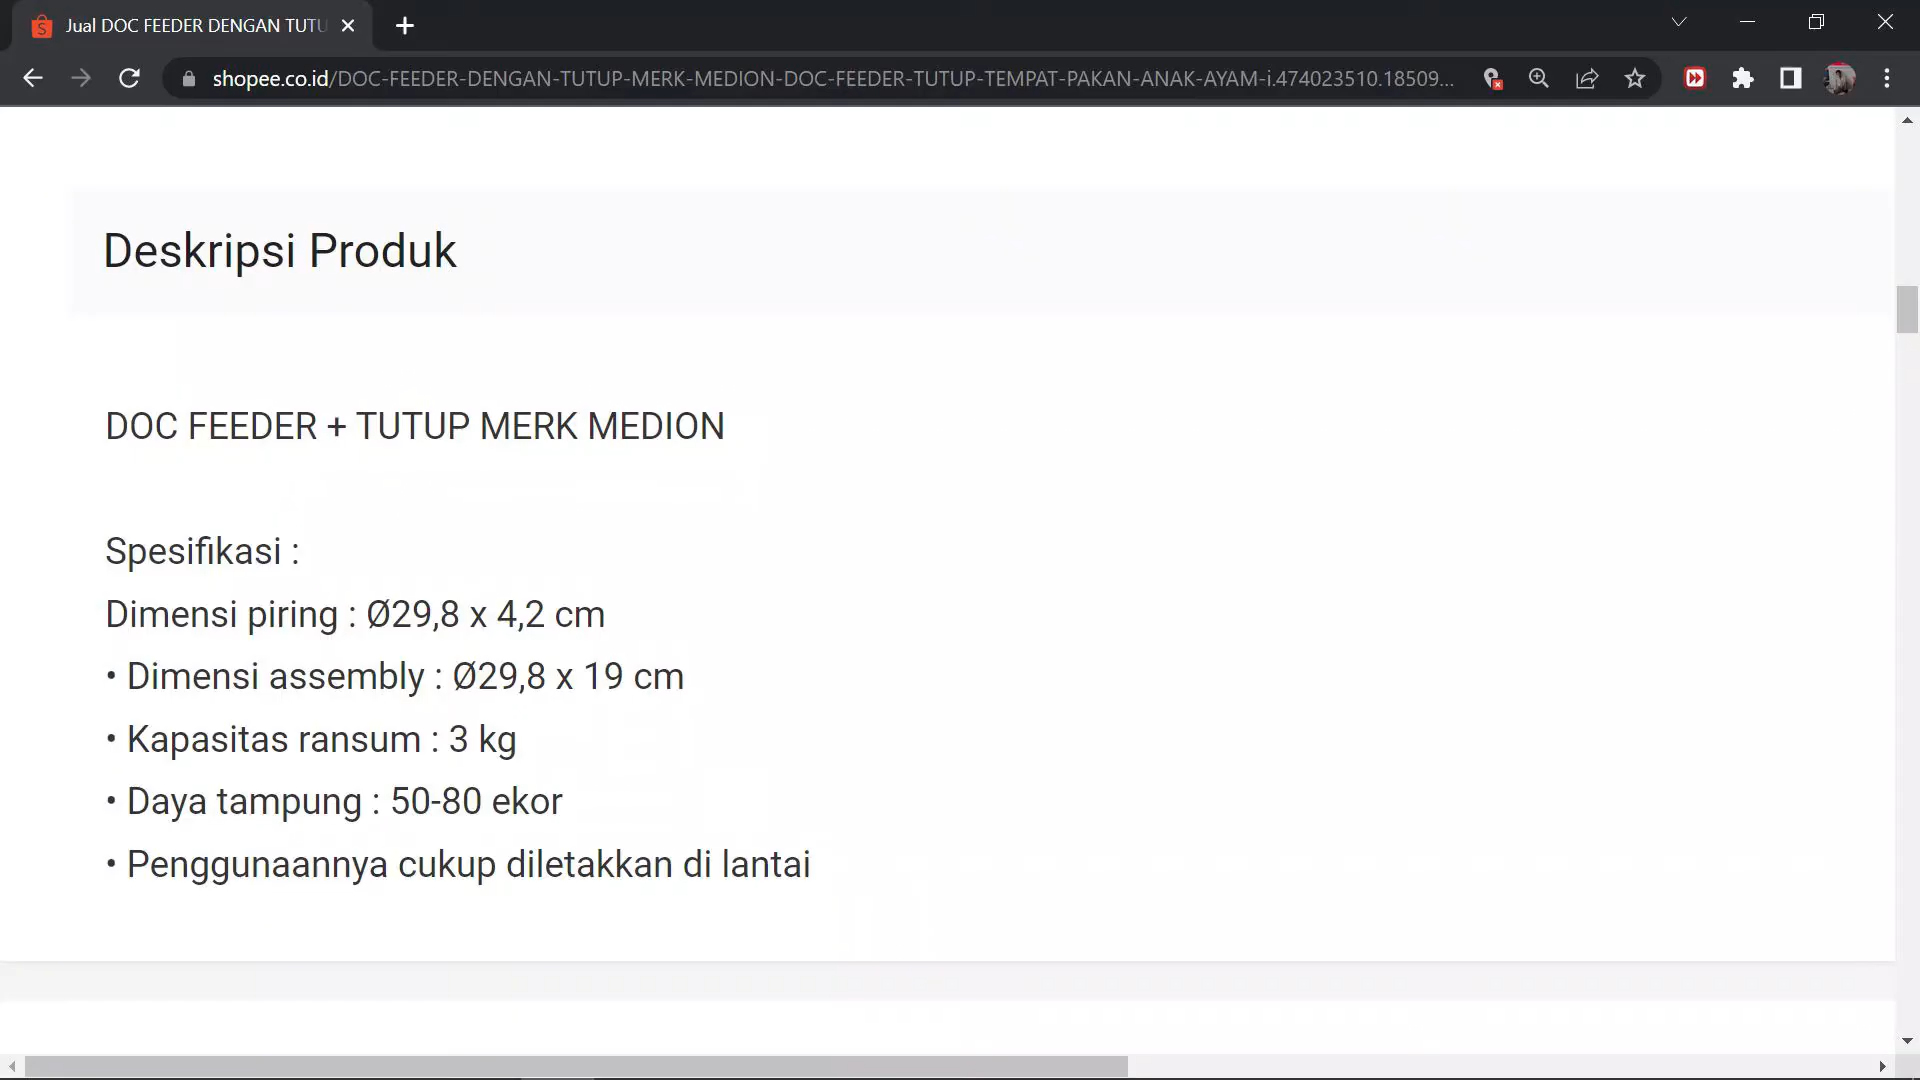 Jual DOC FEEDER DENGAN TUTU
shopee.co.id/DOC-FEEDER-DENGAN-TUTUP-MERK-MEDION-DOC-FEEDER-TUTUP-TEMPAT-PAKAN-ANAK-AYAM-i.474023510.18509...
Deskripsi Produk
DOC FEEDER + TUTUP MERK MEDION
Spesifikasi :
Dimensi piring : Ø29,8 x 4,2 cm
• Dimensi assembly : Ø29,8 x 19 cm
• Kapasitas ransum : 3 kg
• Daya tampung : 50-80 ekor
• Penggunaannya cukup diletakkan di lantai